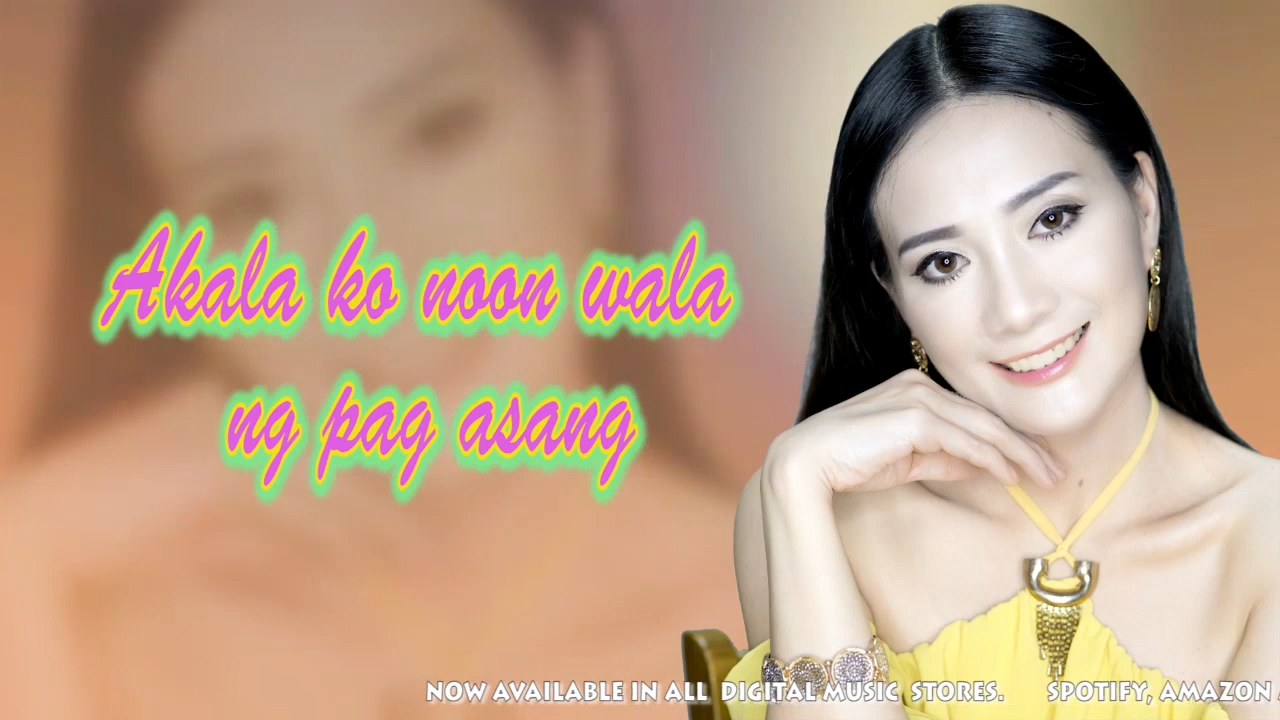 Akala ko noon wala
ng pag asang
NOW AVAILABLE IN ALL DIGITAL MUSIC STORES. SPOTIFY, AMAZON